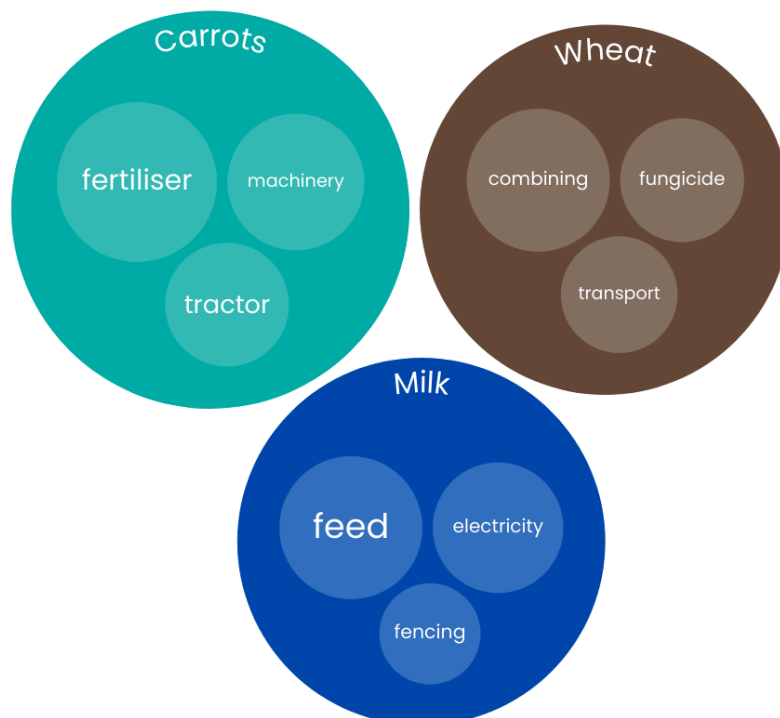 Carrots
fertiliser
machinery
tractor
Wheat
combining
fungicide
transport
Milk
feed
electricity
fencing